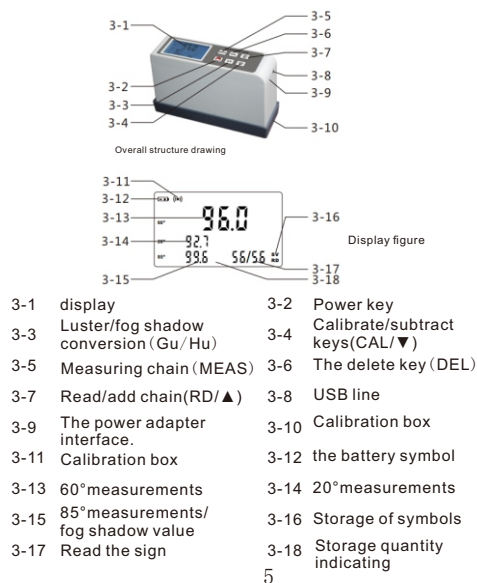 3-1
3-5
3-6
3-7
3-2
3-8
3-3
3-9
3-4
3-10
Overall structure drawing
3-11
3-12
3-13
96.0
60°
3-16
3-14
92.7
Display figure
3-15
99.6
56/56
SV
RD
3-17
3-18
3-1 display
3-2 Power key
3-3 Luster/fog shadow
conversion(Gu/Hu)
3-4 Calibrate/subtract
keys(CAL/▼)
3-5 Measuring chain(MEAS)
3-6 The delete key(DEL)
3-7 Read/add chain(RD/▲)
3-8 USB line
3-9 The power adapter
interface.
3-10 Calibration box
3-11 Calibration box
3-12 the battery symbol
3-13 60°measurements
3-14 20°measurements
3-15 85°measurements/
fog shadow value
3-16 Storage of symbols
3-17 Read the sign
3-18 Storage quantity
indicating
5